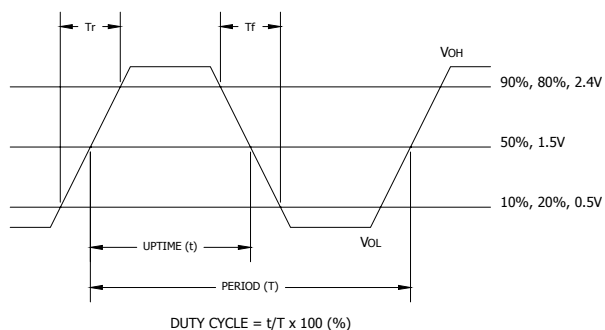 Tr
Tf
VOH
90%, 80%, 2.4V
50%, 1.5V
10%, 20%, 0.5V
VOL
UPTIME (t)
PERIOD (T)
DUTY CYCLE = t/T x 100 (%)